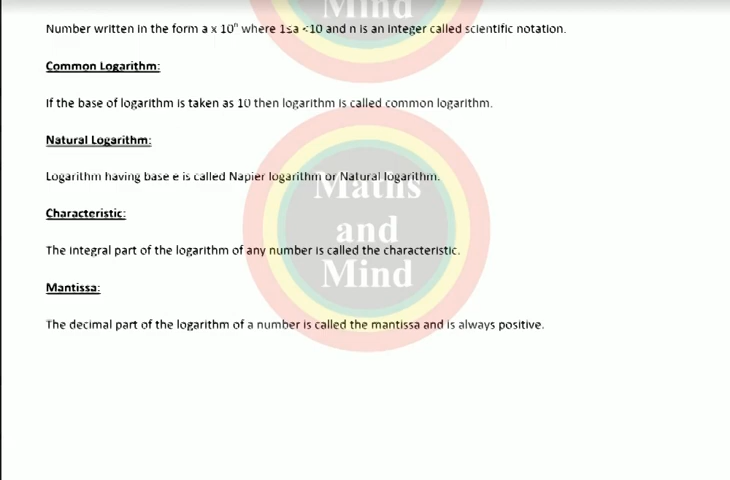 Mind
Number written in the form a x 10ⁿ where 1≤a <10 and n is an integer called scientific notation.
Common Logarithm:
If the base of logarithm is taken as 10 then logarithm is called common logarithm.
Natural Logarithm:
Logarithm having base e is called Napier logarithm or Natural logarithm.
Characteristic:
The integral part of the logarithm of any number is called the characteristic.
Mantissa:
The decimal part of the logarithm of a number is called the mantissa and is always positive.
Maths
and
Mind